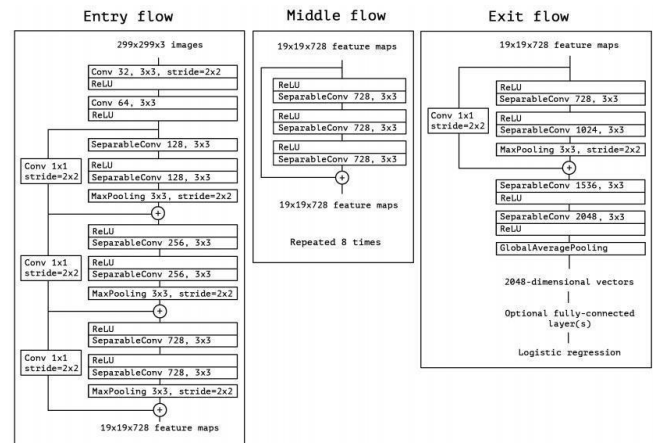 Entry flow
299x299x3 images
Conv 32, 3x3, stride=2x2
ReLU
Conv 64, 3x3
ReLU
SeparableConv 128, 3x3
Conv 1x1
stride=2x2
ReLU
SeparableConv 128, 3x3
MaxPooling 3x3, stride=2x2
+
ReLU
SeparableConv 256, 3x3
Conv 1x1
stride=2x2
ReLU
SeparableConv 256, 3x3
MaxPooling 3x3, stride=2x2
+
ReLU
SeparableConv 728, 3x3
Conv 1x1
stride=2x2
ReLU
SeparableConv 728, 3x3
MaxPooling 3x3, stride=2x2
+
19x19x728 feature maps
Middle flow
19x19x728 feature maps
ReLU
SeparableConv 728, 3x3
ReLU
SeparableConv 728, 3x3
ReLU
SeparableConv 728, 3x3
+
19x19x728 feature maps
Repeated 8 times
Exit flow
19x19x728 feature maps
ReLU
SeparableConv 728, 3x3
Conv 1x1
stride=2x2
ReLU
SeparableConv 1024, 3x3
MaxPooling 3x3, stride=2x2
+
SeparableConv 1536, 3x3
ReLU
SeparableConv 2048, 3x3
ReLU
GlobalAveragePooling
2048-dimensional vectors
Optional fully-connected
layer(s)
Logistic regression